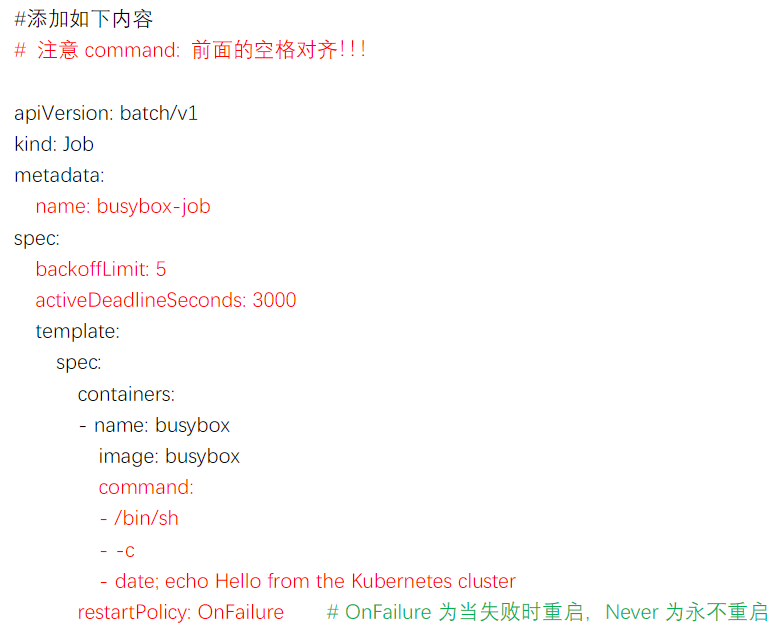 #添加如下内容
# 注意 command: 前面的空格对齐!!!
apiVersion: batch/v1
kind: Job
metadata:
  name: busybox-job
spec:
  backoffLimit: 5
  activeDeadlineSeconds: 3000
  template:
    spec:
      containers:
      - name: busybox
        image: busybox
        command:
        - /bin/sh
        - -c
        - date; echo Hello from the Kubernetes cluster
      restartPolicy: OnFailure    # OnFailure 为当失败时重启，Never 为永不重启